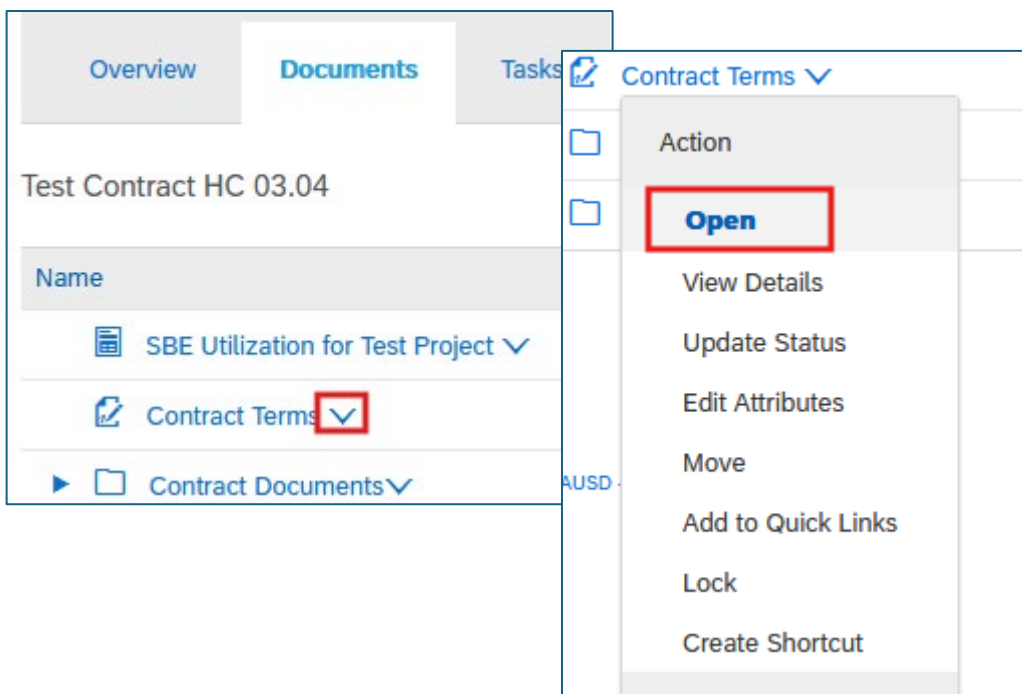 Overview Documents Tasks
Test Contract HC 03.04
Name
SBE Utilization for Test Project
Contract Terms
Contract Documents
Contract Terms
Action
Open
View Details
Update Status
Edit Attributes
Move
AUSD
Add to Quick Links
Lock
Create Shortcut